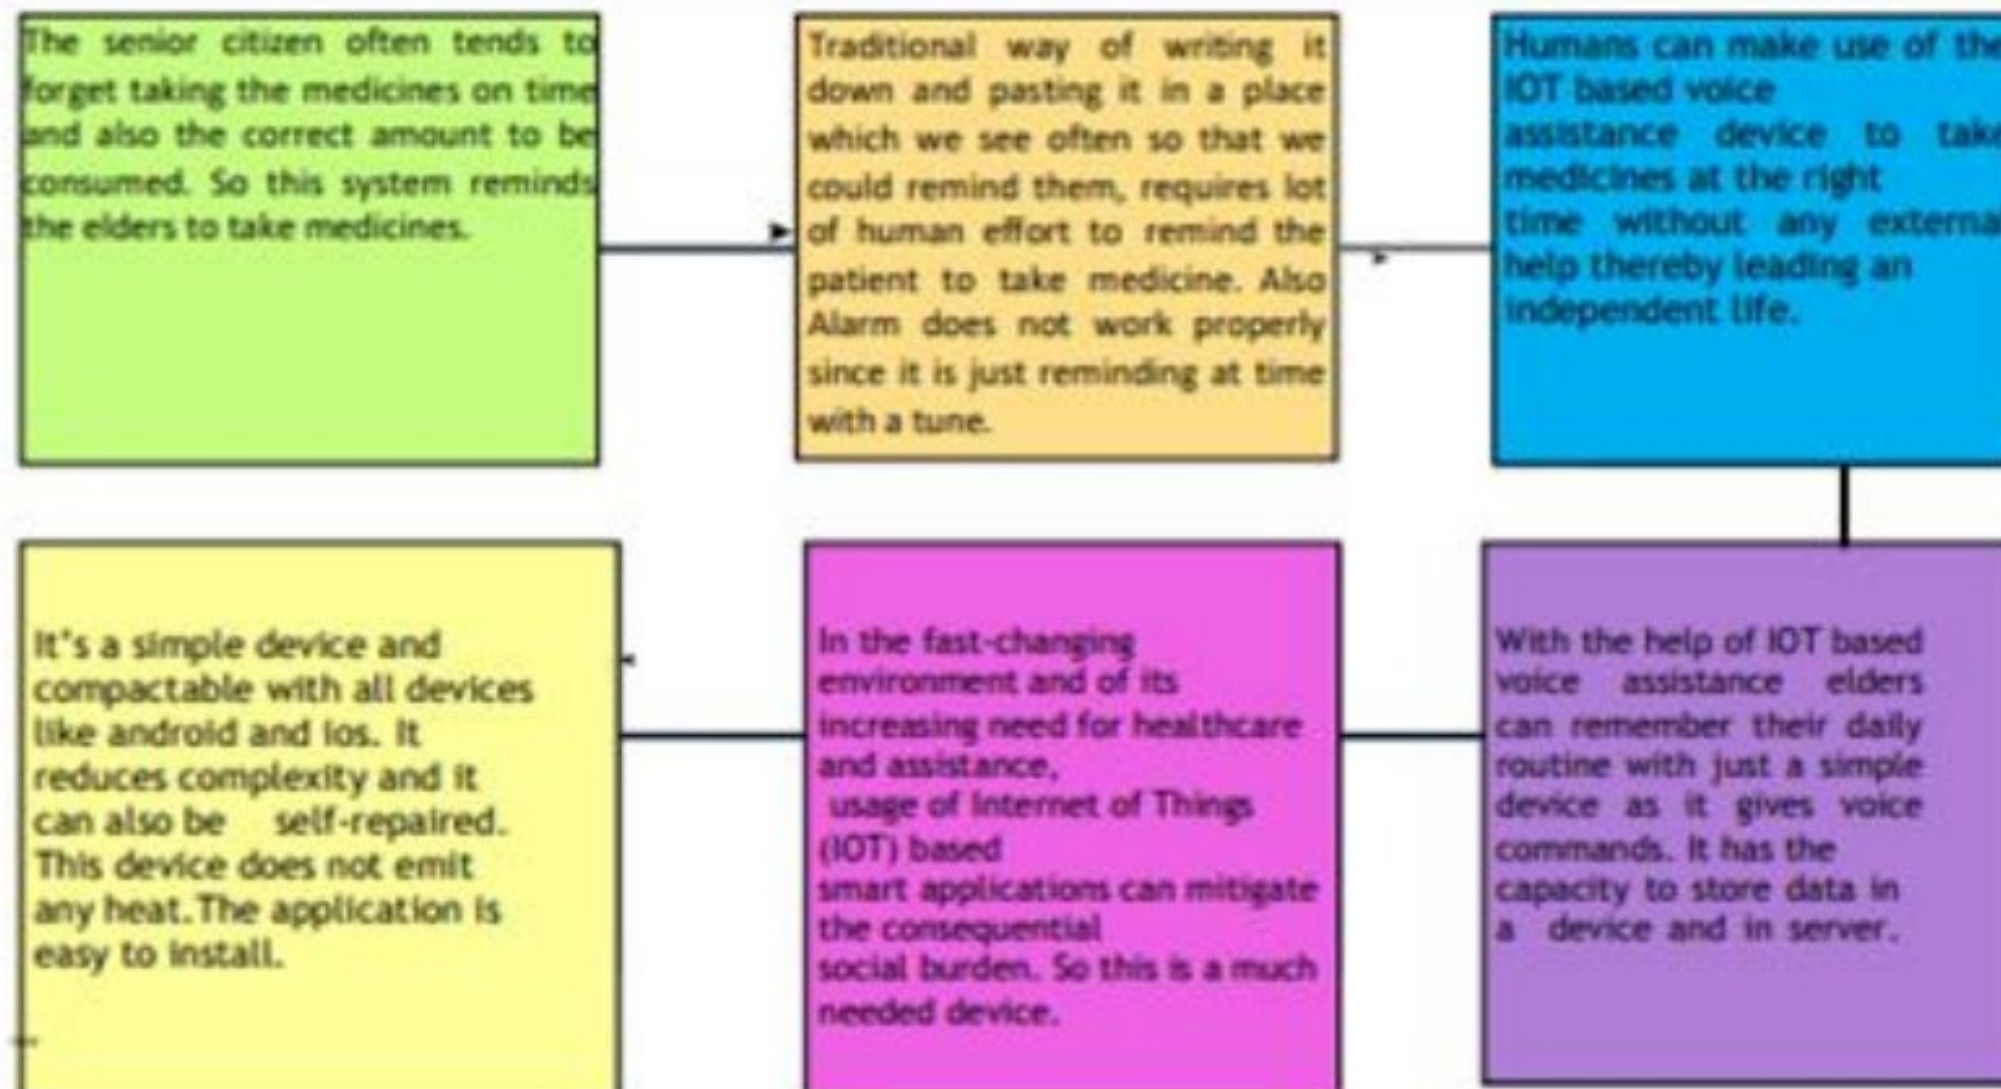 The senior citizen often tends to
forget taking the medicines on time
and also the correct amount to be
consumed. So this system reminds
the elders to take medicines.
Traditional way of writing it
down and pasting it in a place
which we see often so that we
could remind them, requires lot
of human effort to remind the
patient to take medicine. Also
Alarm does not work properly
since it is just reminding at time
with a tune.
Humans can make use of the
IOT based voice
assistance device to take
medicines at the right
time without any external
help thereby leading an
independent life.
It's a simple device and
compactable with all devices
like android and ios. It
reduces complexity and it
can also be self-repaired.
This device does not emit
any heat.The application is
easy to install.
In the fast-changing
environment and of its
increasing need for healthcare
and assistance,
usage of Internet of Things
(IOT) based
smart applications can mitigate
the consequential
social burden. So this is a much
needed device.
With the help of IOT based
voice assistance elders
can remember their daily
routine with just a simple
device as it gives voice
commands. It has the
capacity to store data in
a device and in server.